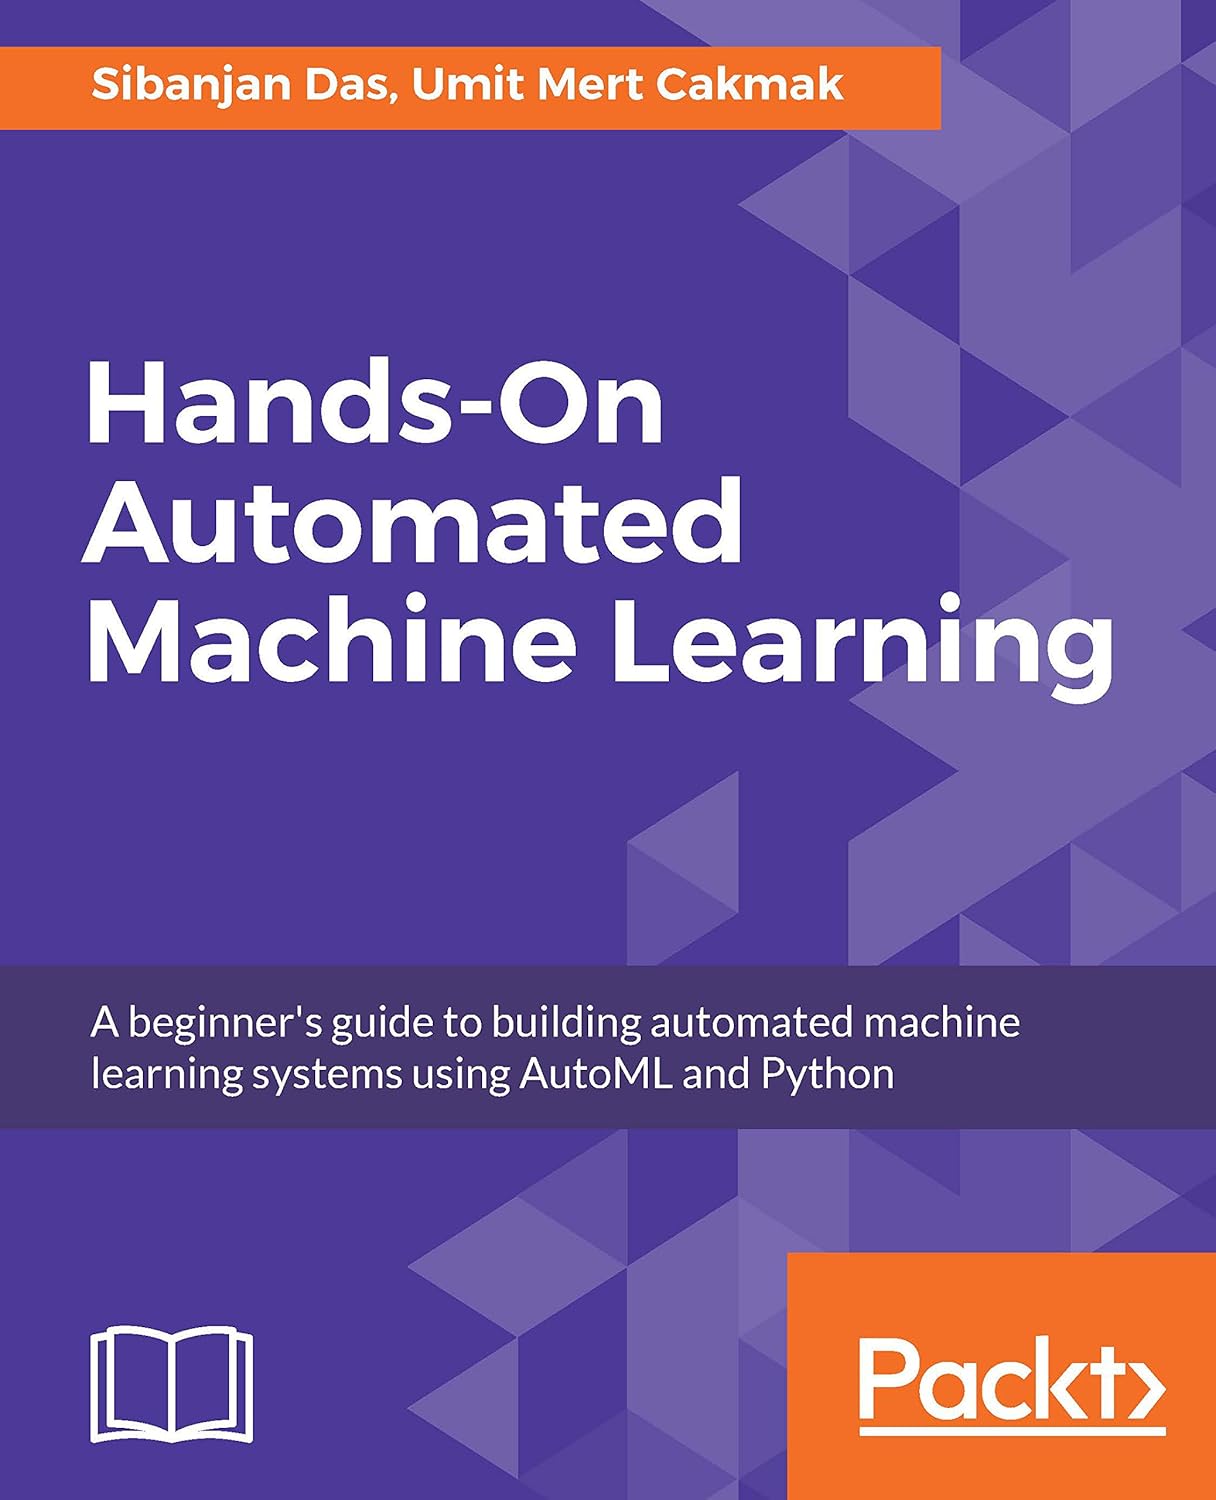 Sibanjan Das, Umit Mert Cakmak
Hands-On
Automated
Machine Learning
A beginner's guide to building automated machine
learning systems using AutoML and Python
Packt